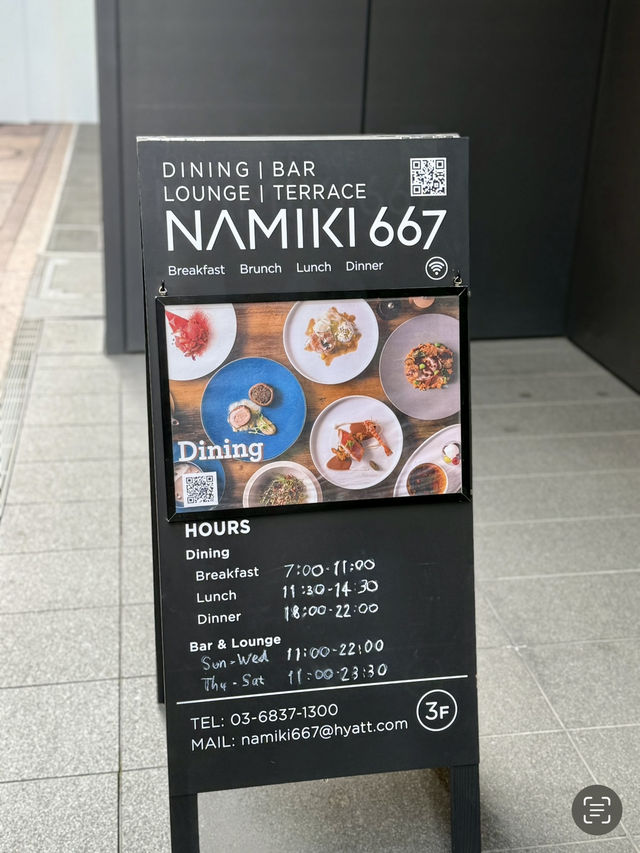 DINING | BAR
LOUNGE | TERRACE
NAMIKI 667
Breakfast Brunch Lunch Dinner
Dining
HOURS
Dining
Breakfast 7:00-11:00
Lunch 11:30-14:30
Dinner 18:00-22:00
Bar & Lounge
Sun-Wed 11:00-22:00
Thu-Sat 11:00-23:30
TEL: 03-6837-1300
MAIL: namiki667@hyatt.com
3F